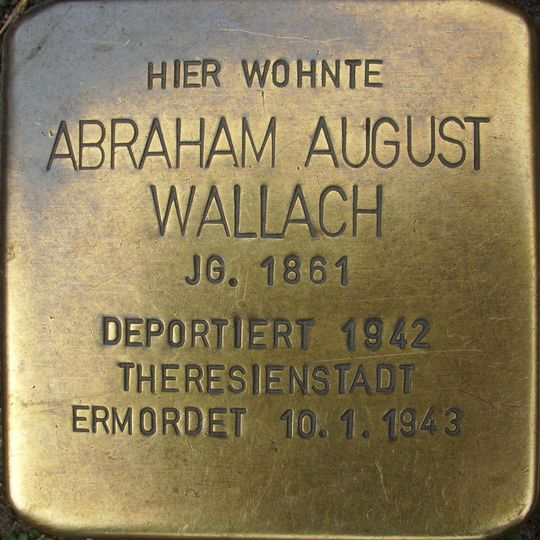 HIER WOHNTE
ABRAHAM AUGUST
WALLACH
JG. 1861
DEPORTIERT 1942
THERESIENSTADT
ERMORDET 10.1.1943